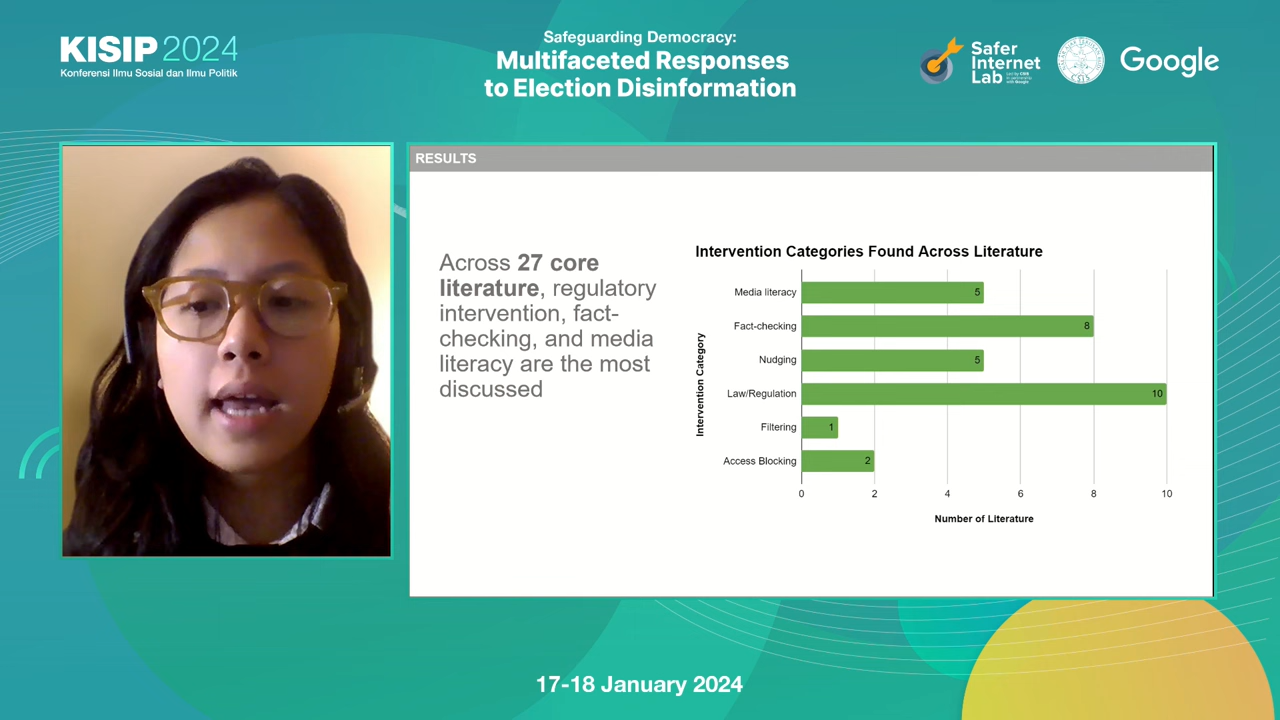 KISIP 2024
Konferensi Ilmu Sosial dan Ilmu Politik
Safeguarding Democracy:
Multifaceted Responses
to Election Disinformation
Safer
Internet
Lab
CSIS
Google
RESULTS
Across 27 core
literature, regulatory
intervention, fact-
checking, and media
literacy are the most
discussed
Intervention Categories Found Across Literature
Intervention Category
Media literacy
5
Fact-checking
8
Nudging
5
Law/Regulation
10
Filtering
1
Access Blocking
2
0 2 4 6 8 10
Number of Literature
17-18 January 2024